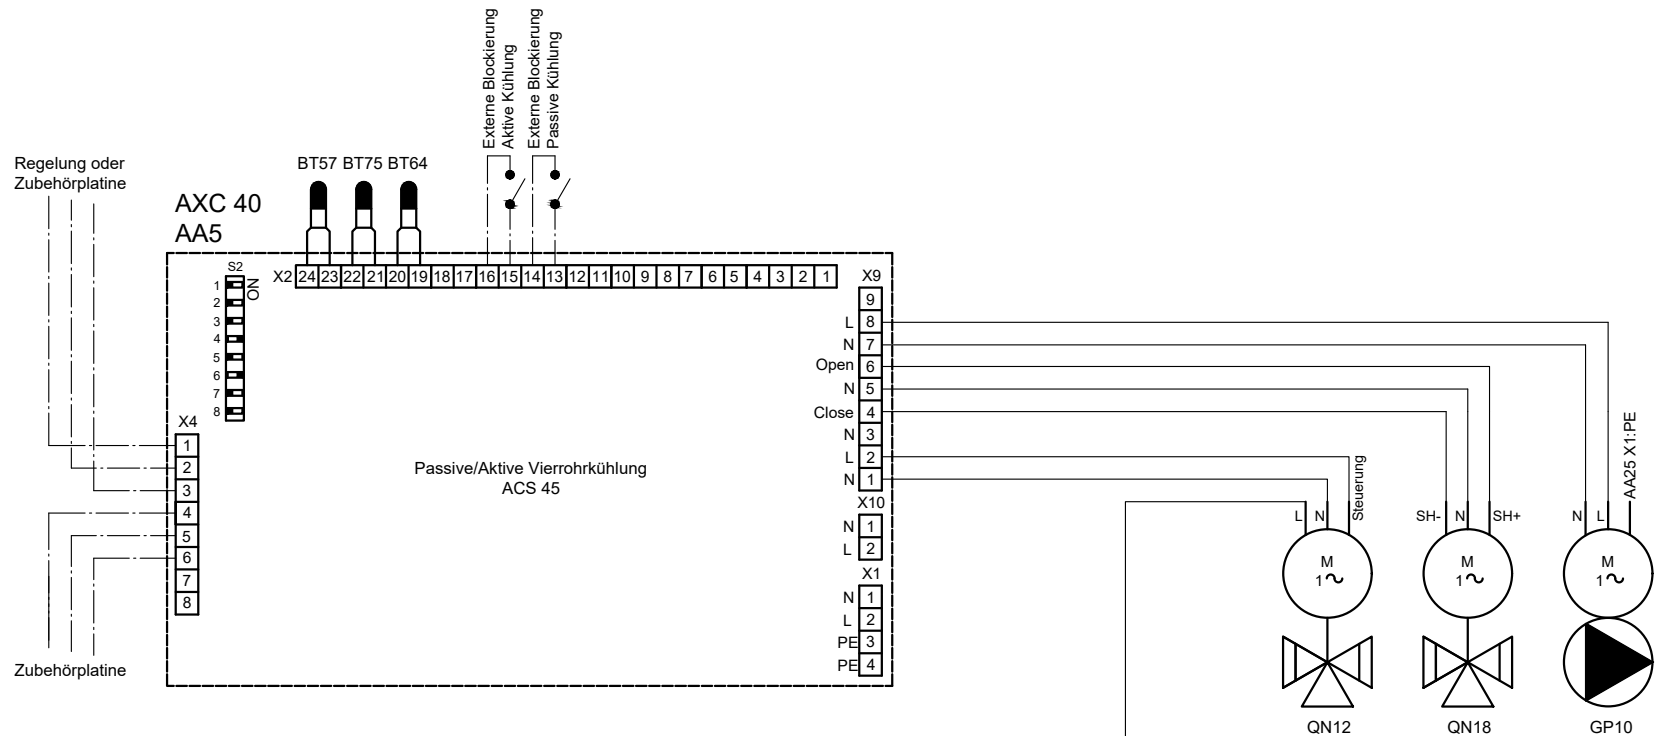 Externe Blockierung
Aktive Kühlung
Externe Blockierung
Passive Kühlung
Regelung oder
Zubehörplatine
BT57 BT75 BT64
AXC 40
AA5
S2
ON
1
2
3
4
5
6
7
8
X2 24 23 22 21 20 19 18 17 16 15 14 13 12 11 10 9 8 7 6 5 4 3 2 1
X9
9
L 8
N 7
Open 6
N 5
Close 4
N 3
L 2
N 1
X10
N 1
L 2
X1
N 1
L 2
PE 3
PE 4
X4
1
2
3
4
5
6
7
8
Passive/Aktive Vierrohrkühlung
ACS 45
Zubehörplatine
L N Steuerung
M
1
QN12
SH- N SH+
M
1
QN18
N L AA25 X1:PE
M
1
GP10